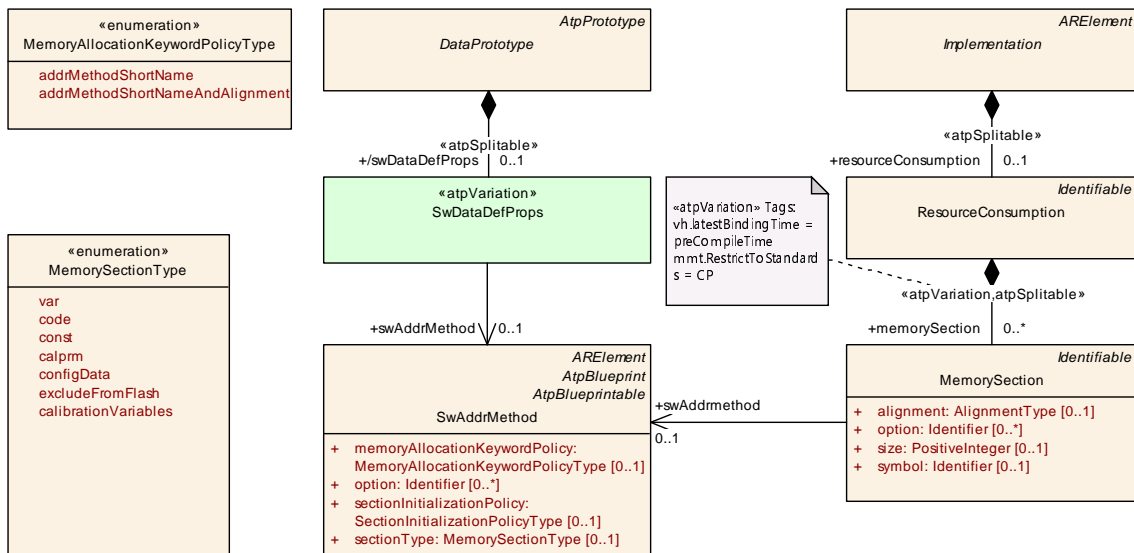 «enumeration»
MemoryAllocationKeywordPolicyType
addrMethodShortName
addrMethodShortNameAndAlignment
AtpPrototype
DataPrototype
ARElement
Implementation
«atpSplitable»
+/swDataDefProps 0..1
«atpSplitable»
+resourceConsumption 0..1
«atpVariation»
SwDataDefProps
«atpVariation» Tags:
vh.latestBindingTime =
preCompileTime
mmt.RestrictToStandard
s = CP
Identifiable
ResourceConsumption
«enumeration»
MemorySectionType
var
code
const
calprm
configData
excludeFromFlash
calibrationVariables
«atpVariation,atpSplitable»
+swAddrMethod 0..1
+memorySection 0..*
ARElement
AtpBlueprint
AtpBlueprintable
SwAddrMethod
+ memoryAllocationKeywordPolicy:
MemoryAllocationKeywordPolicyType [0..1]
+ option: Identifier [0..*]
+ sectionInitializationPolicy:
SectionInitializationPolicyType [0..1]
+ sectionType: MemorySectionType [0..1]
+swAddrmethod
0..1
Identifiable
MemorySection
+ alignment: AlignmentType [0..1]
+ option: Identifier [0..*]
+ size: PositiveInteger [0..1]
+ symbol: Identifier [0..1]